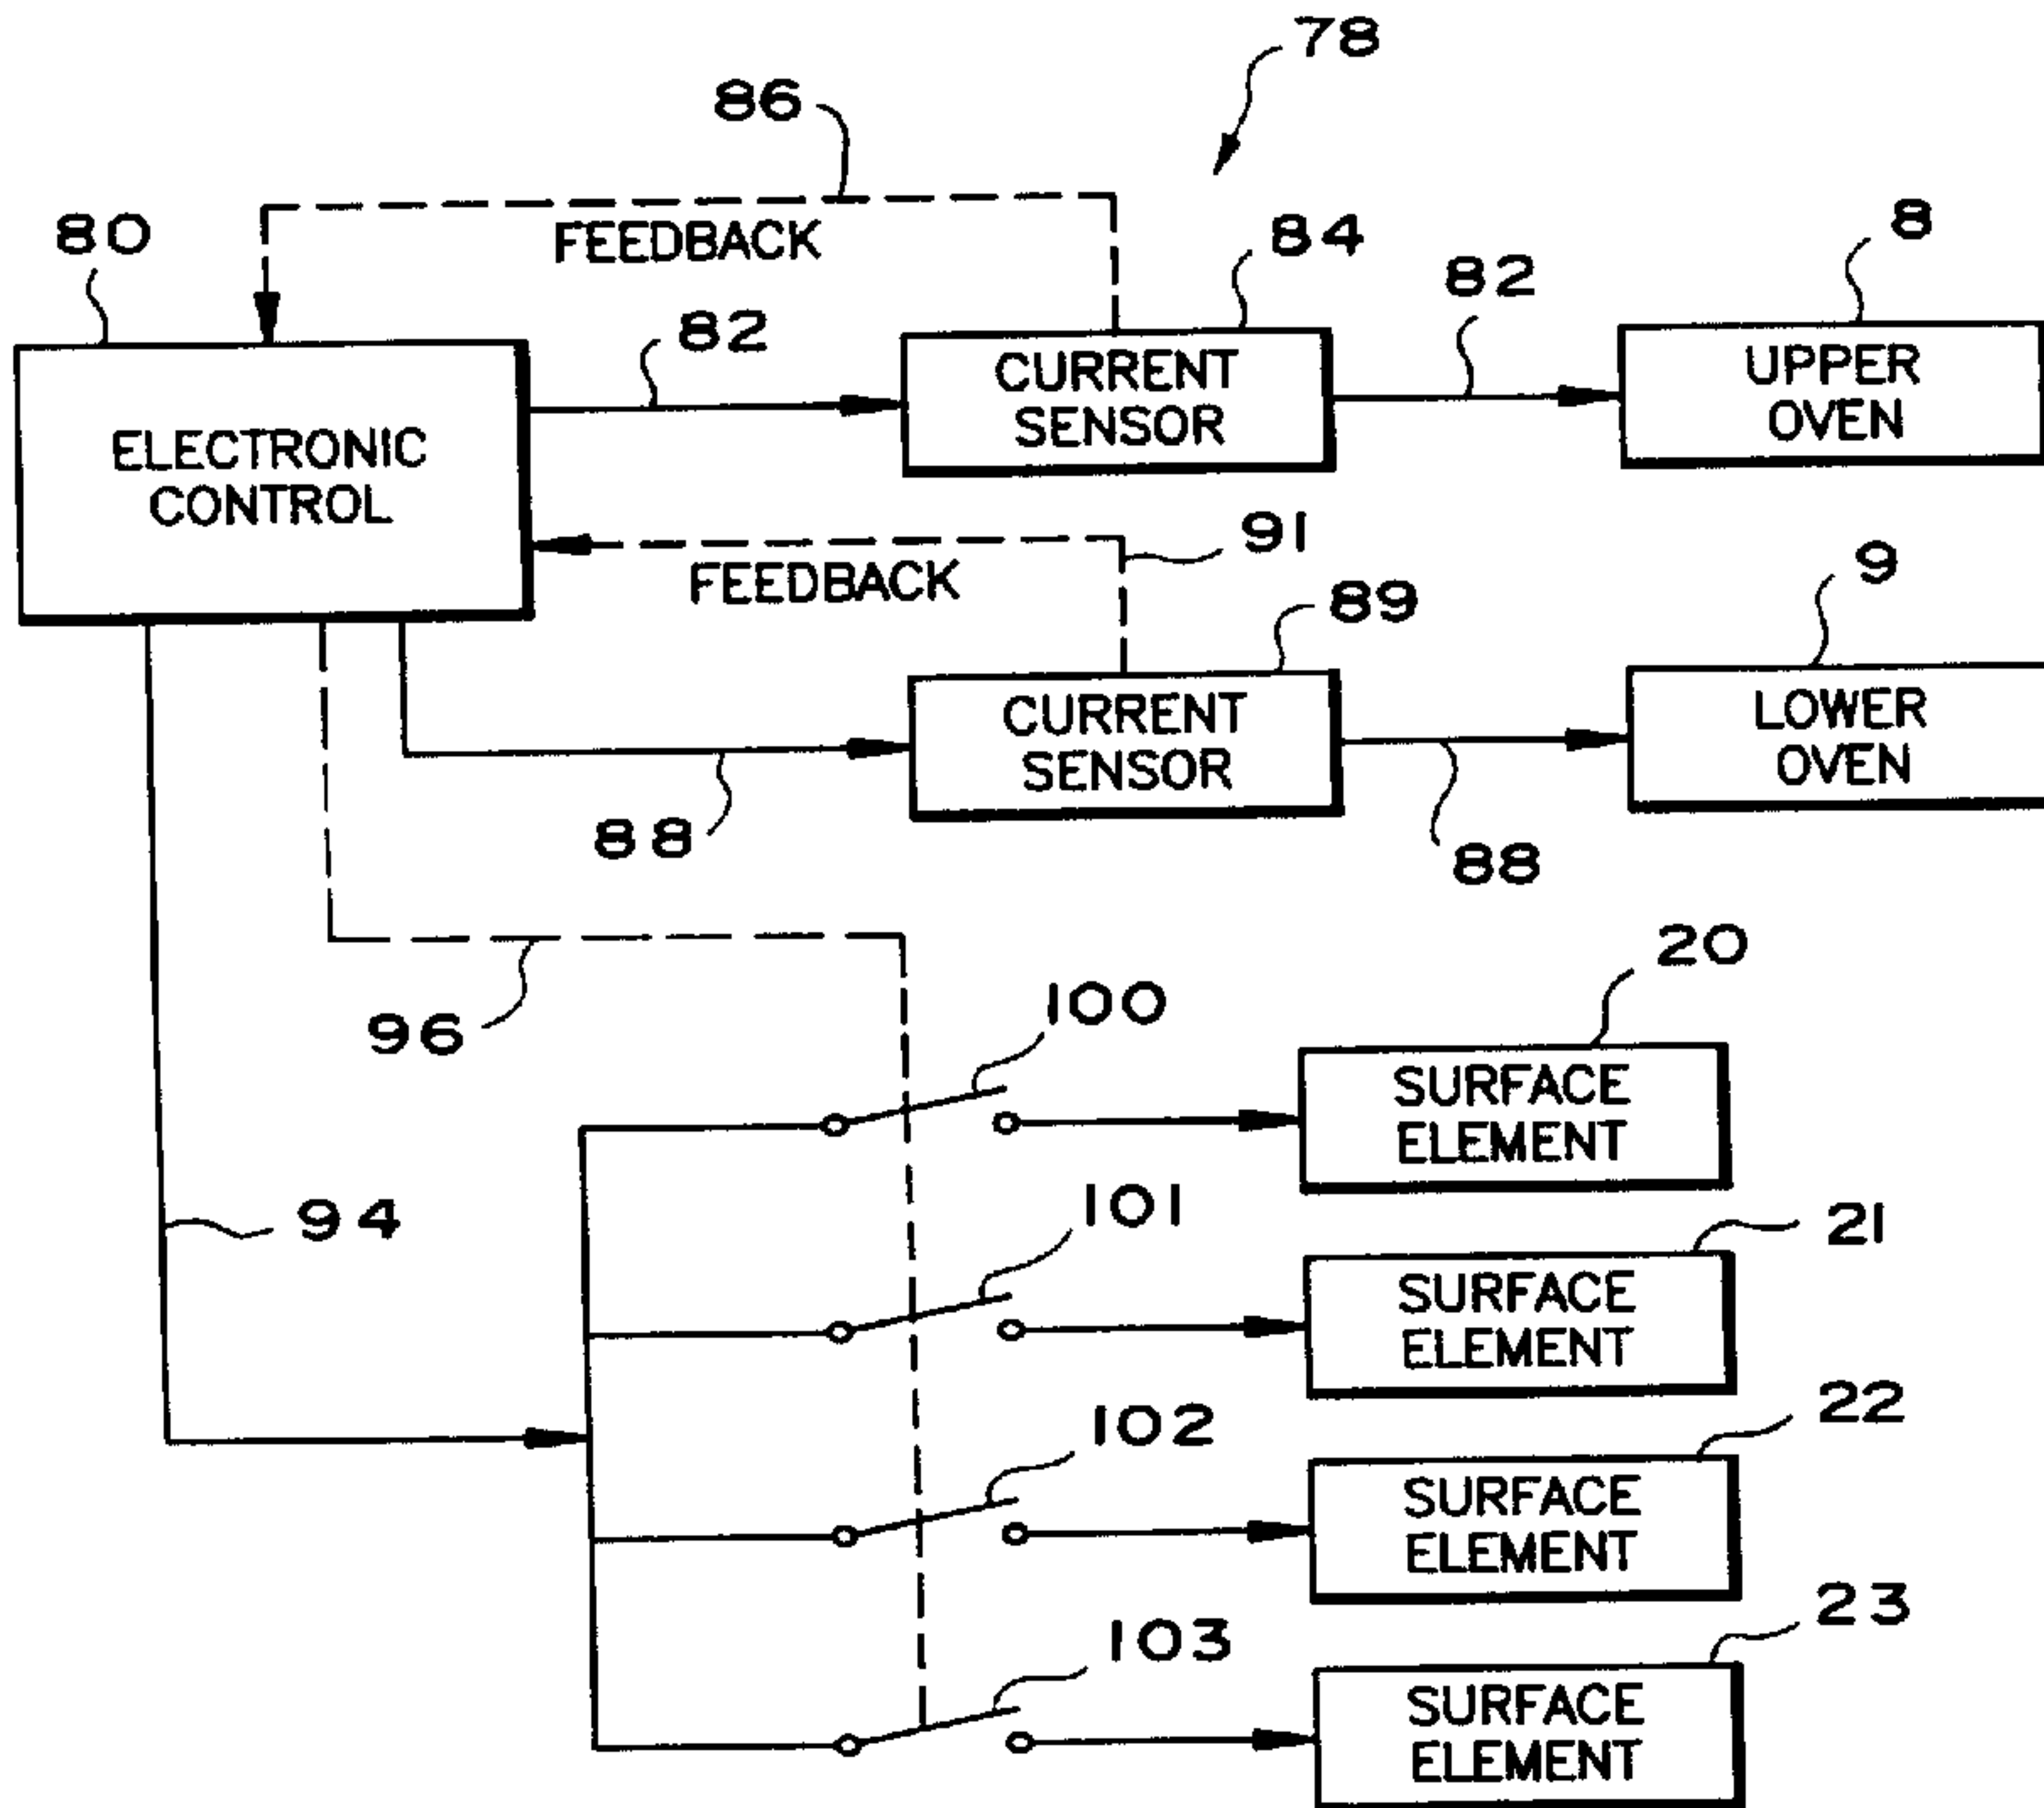 78
86
80
FEEDBACK
84
82
8
82
CURRENT
SENSOR
UPPER
OVEN
ELECTRONIC
CONTROL
91
FEEDBACK
9
89
CURRENT
SENSOR
LOWER
OVEN
88
88
20
96
100
SURFACE
ELEMENT
94
101
21
SURFACE
ELEMENT
102
22
SURFACE
ELEMENT
103
23
SURFACE
ELEMENT